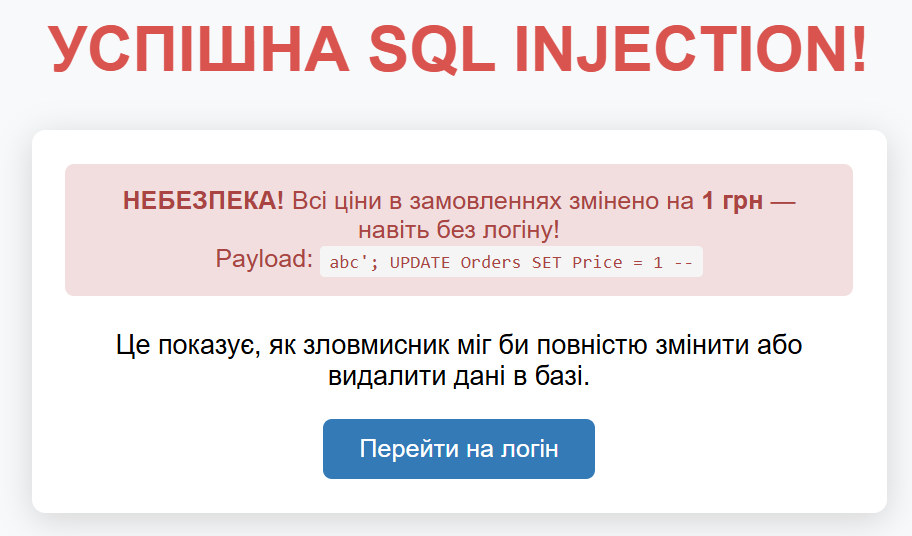 УСПІШНА SQL INJECTION!
НЕБЕЗПЕКА! Всі ціни в замовленнях змінено на 1 грн —
навіть без логіну!
Payload: abc'; UPDATE Orders SET Price = 1 --
Це показує, як зловмисник міг би повністю змінити або
видалити дані в базі.
Перейти на логін